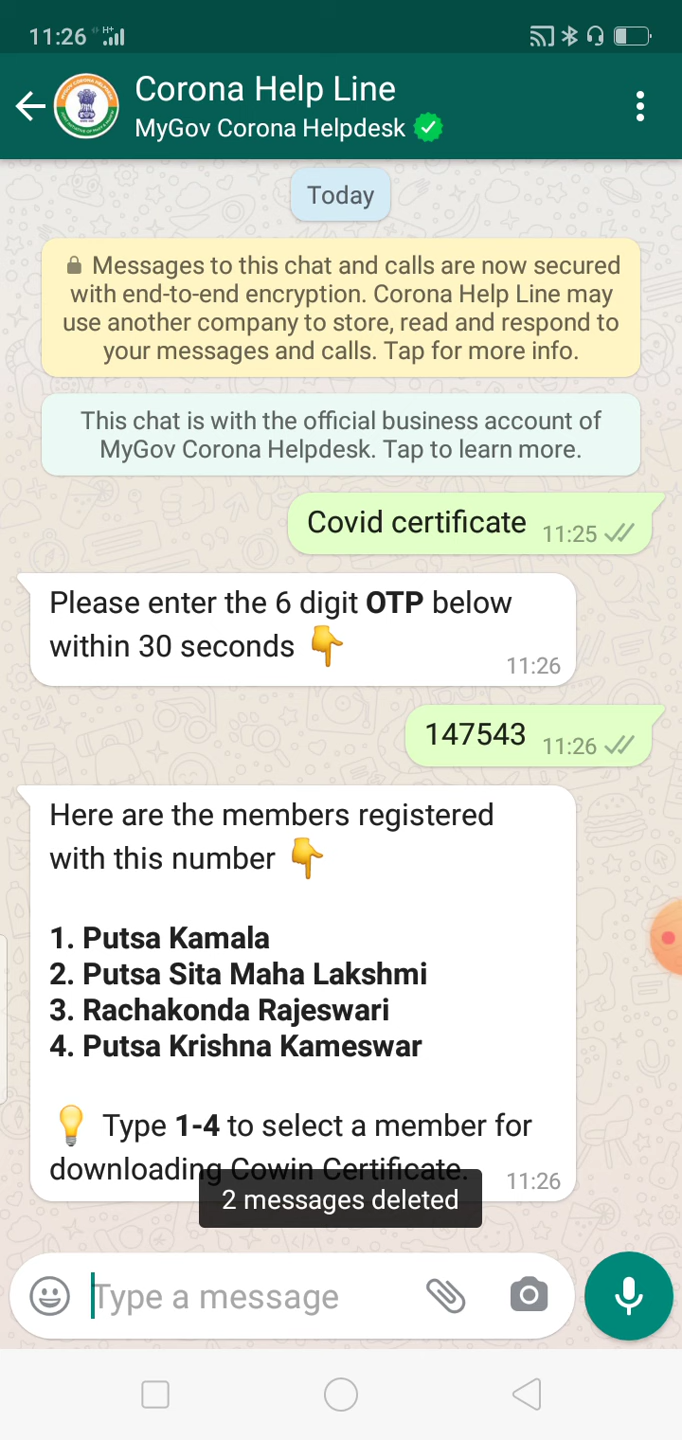 11:26
H+
Corona Help Line
MyGov Corona Helpdesk
Today
Messages to this chat and calls are now secured
with end-to-end encryption. Corona Help Line may
use another company to store, read and respond to
your messages and calls. Tap for more info.
This chat is with the official business account of
MyGov Corona Helpdesk. Tap to learn more.
Covid certificate 11:25
Please enter the 6 digit OTP below
within 30 seconds 👇
11:26
147543 11:26
Here are the members registered
with this number 👇
1. Putsa Kamala
2. Putsa Sita Maha Lakshmi
3. Rachakonda Rajeswari
4. Putsa Krishna Kameswar
💡 Type 1-4 to select a member for
downloading Cowin Certificate.
11:26
2 messages deleted
Type a message